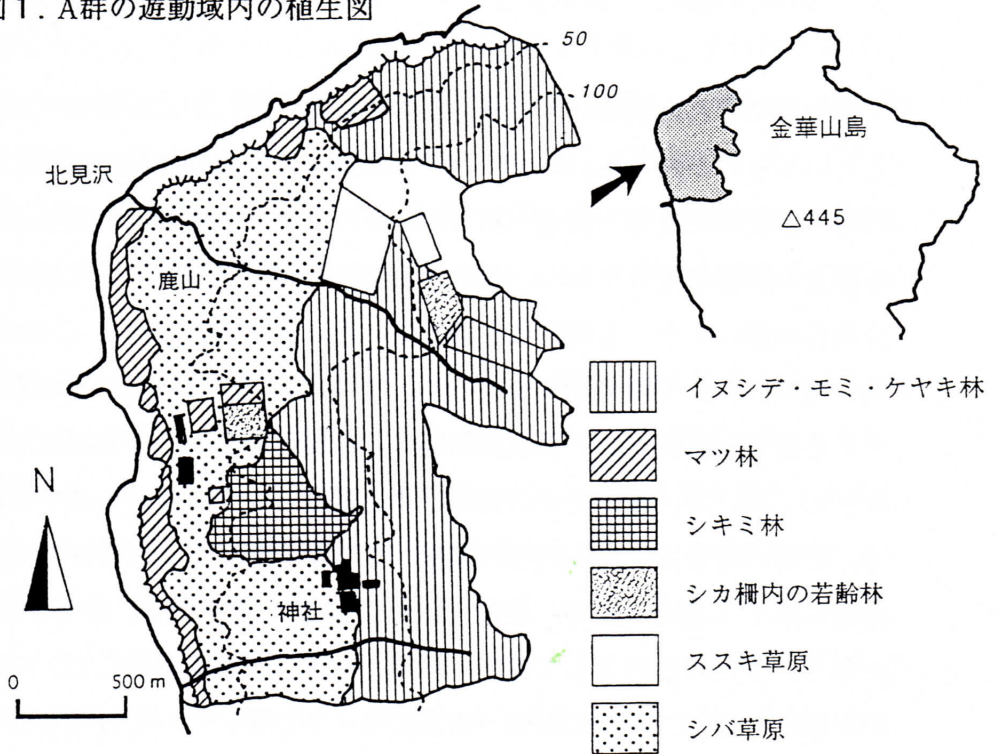 1. A群の遊動域内の植生図
50
100
北見沢
金華山島
△445
鹿山
イヌシデ・モミ・ケヤキ林
マツ林
N
シキミ林
シカ柵内の若齢林
神社
ススキ草原
0 500 m
シバ草原